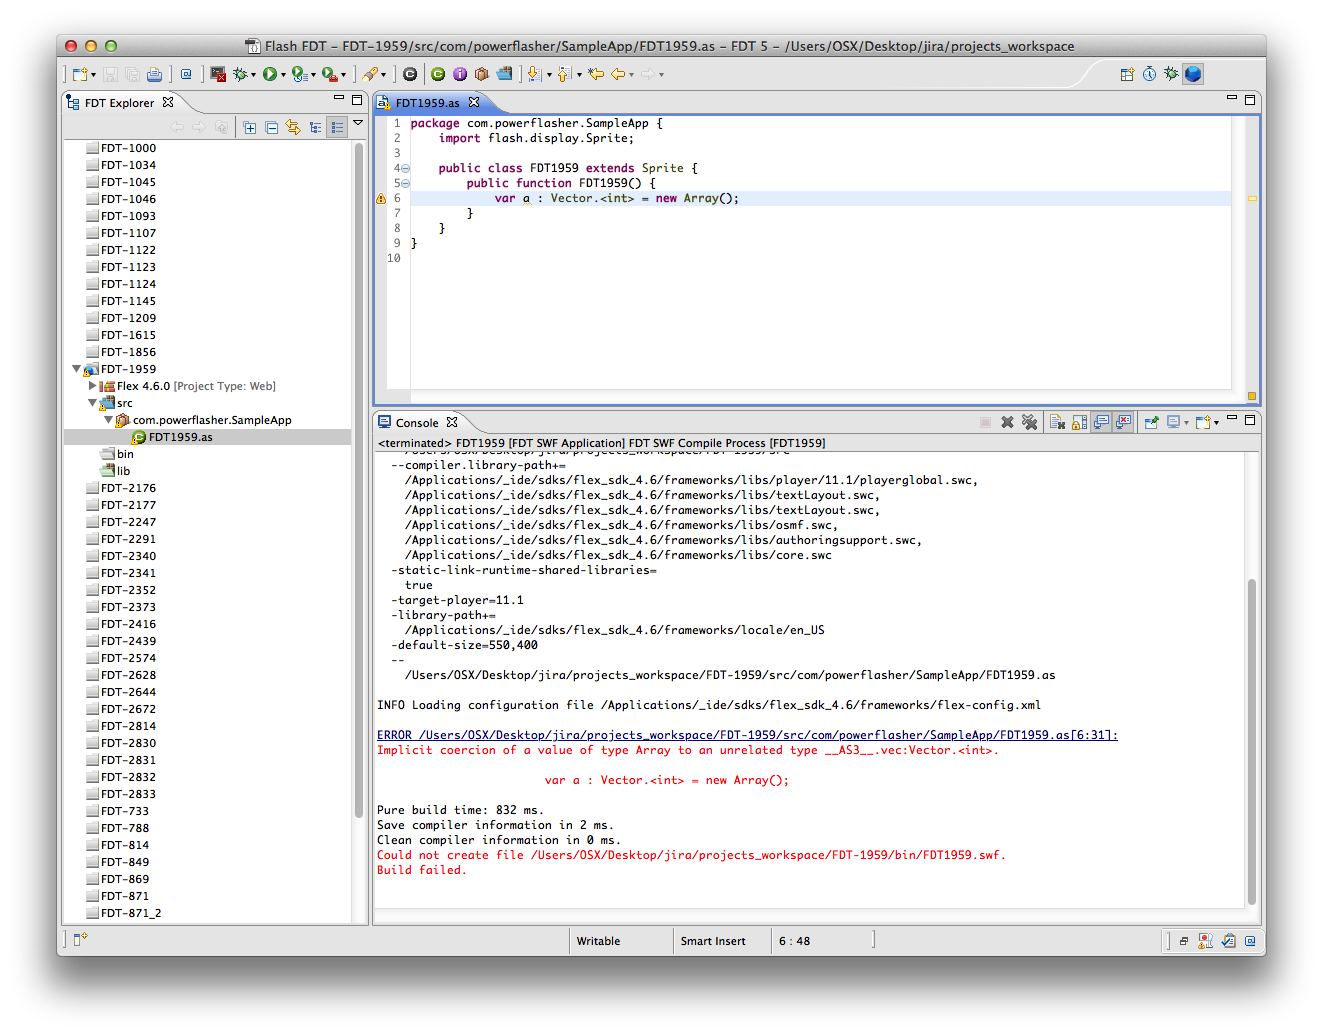 Flash FDT - FDT-1959/src/com/powerflasher/SampleApp/FDT1959.as - FDT 5 - /Users/OSX/Desktop/jira/projects_workspace
FDT Explorer
FDT-1000
FDT-1034
FDT-1045
FDT-1046
FDT-1093
FDT-1107
FDT-1122
FDT-1123
FDT-1124
FDT-1145
FDT-1209
FDT-1615
FDT-1856
FDT-1959
Flex 4.6.0 [Project Type: Web]
src
com.powerflasher.SampleApp
FDT1959.as
bin
lib
FDT-2176
FDT-2177
FDT-2247
FDT-2291
FDT-2340
FDT-2341
FDT-2352
FDT-2373
FDT-2416
FDT-2439
FDT-2574
FDT-2628
FDT-2644
FDT-2672
FDT-2814
FDT-2830
FDT-2831
FDT-2832
FDT-2833
FDT-733
FDT-788
FDT-814
FDT-849
FDT-869
FDT-871
FDT-871_2
FDT1959.as
1 package com.powerflasher.SampleApp {
2 import flash.display.Sprite;
3
4 public class FDT1959 extends Sprite {
5 public function FDT1959() {
6 var a : Vector.<int> = new Array();
7 }
8 }
9 }
10
Console
<terminated> FDT1959 [FDT SWF Application] FDT SWF Compile Process [FDT1959]
/Users/OSX/Desktop/jira/projects_workspace/FDT-1959/src
--compiler.library-path+=
/Applications/_ide/sdks/flex_sdk_4.6/frameworks/libs/player/11.1/playerglobal.swc,
/Applications/_ide/sdks/flex_sdk_4.6/frameworks/libs/textLayout.swc,
/Applications/_ide/sdks/flex_sdk_4.6/frameworks/libs/textLayout.swc,
/Applications/_ide/sdks/flex_sdk_4.6/frameworks/libs/osmf.swc,
/Applications/_ide/sdks/flex_sdk_4.6/frameworks/libs/authoringsupport.swc,
/Applications/_ide/sdks/flex_sdk_4.6/frameworks/libs/core.swc
-static-link-runtime-shared-libraries=
true
-target-player=11.1
-library-path+=
/Applications/_ide/sdks/flex_sdk_4.6/frameworks/locale/en_US
-default-size=550,400
--
/Users/OSX/Desktop/jira/projects_workspace/FDT-1959/src/com/powerflasher/SampleApp/FDT1959.as
INFO Loading configuration file /Applications/_ide/sdks/flex_sdk_4.6/frameworks/flex-config.xml
ERROR /Users/OSX/Desktop/jira/projects_workspace/FDT-1959/src/com/powerflasher/SampleApp/FDT1959.as[6:31]:
Implicit coercion of a value of type Array to an unrelated type __AS3__.vec:Vector.<int>.
var a : Vector.<int> = new Array();
Pure build time: 832 ms.
Save compiler information in 2 ms.
Clean compiler information in 0 ms.
Could not create file /Users/OSX/Desktop/jira/projects_workspace/FDT-1959/bin/FDT1959.swf.
Build failed.
Writable
Smart Insert
6 : 48